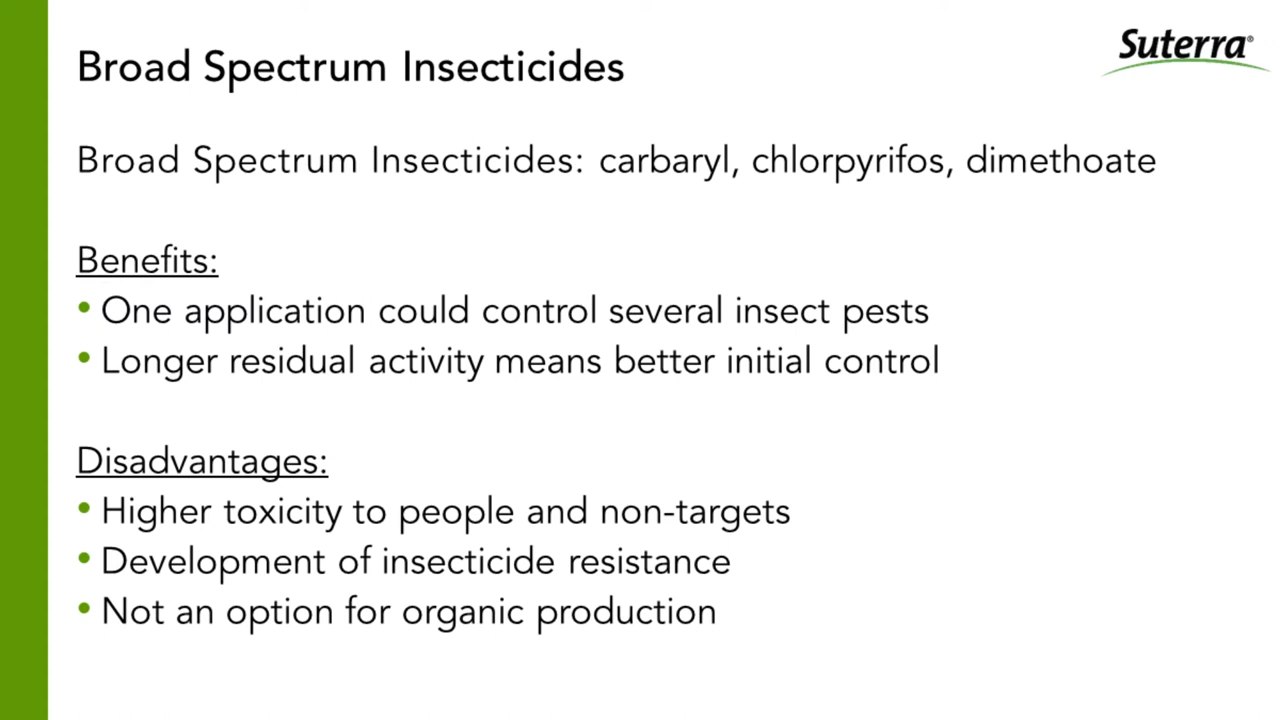 Suterra®
Broad Spectrum Insecticides
Broad Spectrum Insecticides: carbaryl, chlorpyrifos, dimethoate
Benefits:
• One application could control several insect pests
• Longer residual activity means better initial control
Disadvantages:
• Higher toxicity to people and non-targets
• Development of insecticide resistance
• Not an option for organic production